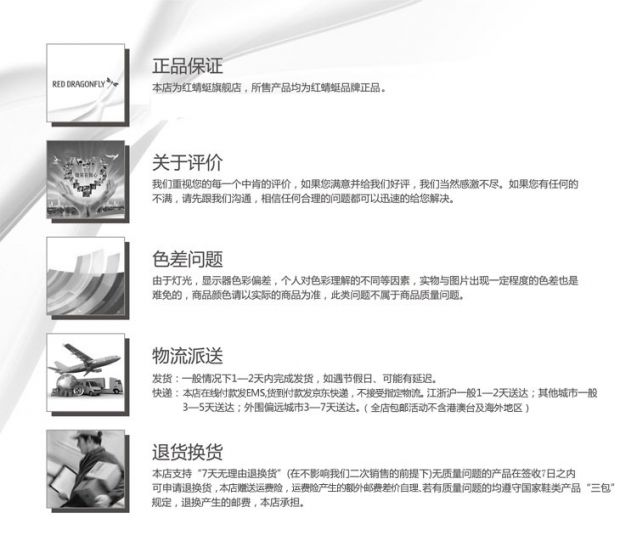 RED DRAGONFLY
正品保证
本店为红蜻蜓旗舰店，所售产品均为红蜻蜓品牌正品。
关于评价
我们重视您的每一个中肯的评价，如果您满意并给我们好评，我们当然感激不尽。如果您有任何的
不满，请先跟我们沟通，相信任何合理的问题都可以迅速的给您解决。
色差问题
由于灯光，显示器色彩偏差，个人对色彩理解的不同等因素，实物与图片出现一定程度的色差也是
难免的，商品颜色请以实际的商品为准，此类问题不属于商品质量问题。
物流派送
发货：一般情况下1—2天内完成发货，如遇节假日、可能有延迟。
快递：本店在线付款发EMS,货到付款发京东快递，不接受指定物流。江浙沪一般1—2天送达；其他城市一般
3—5天送达；外围偏远城市3—7天送达。（全店包邮活动不含港澳台及海外地区）
退货换货
本店支持“7天无理由退换货”(在不影响我们二次销售的前提下)无质量问题的产品在签收7日之内
可申请退换货，本店赠送运费险，运费险产生的额外邮费差价自理.若有质量问题的均遵守国家鞋类产品“三包”
规定，退换产生的邮费，本店承担。